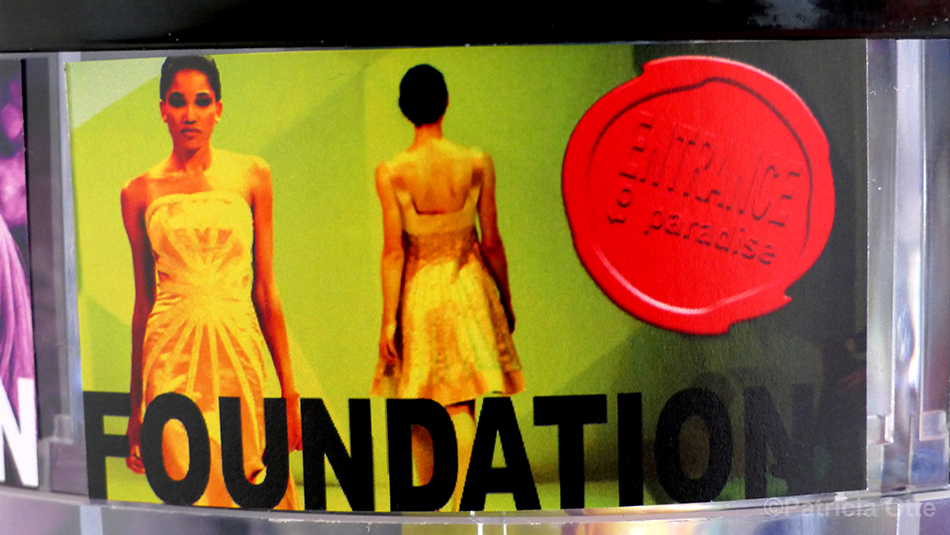 ENTRANCE
to paradise
FOUNDATION
N
©Patricia Otte